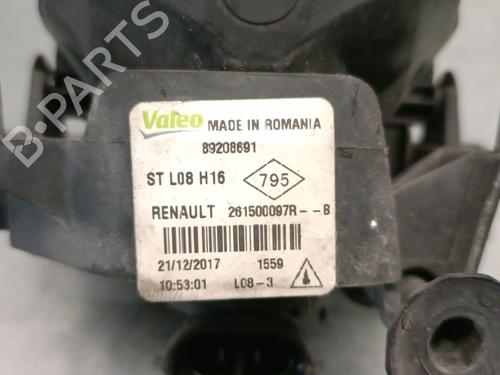 B-PARTS
Valeo MADE IN ROMANIA
89208691
ST L08 H16 795
RENAULT 261500097R--B
21/12/2017 1559
10:53:01 L08-3